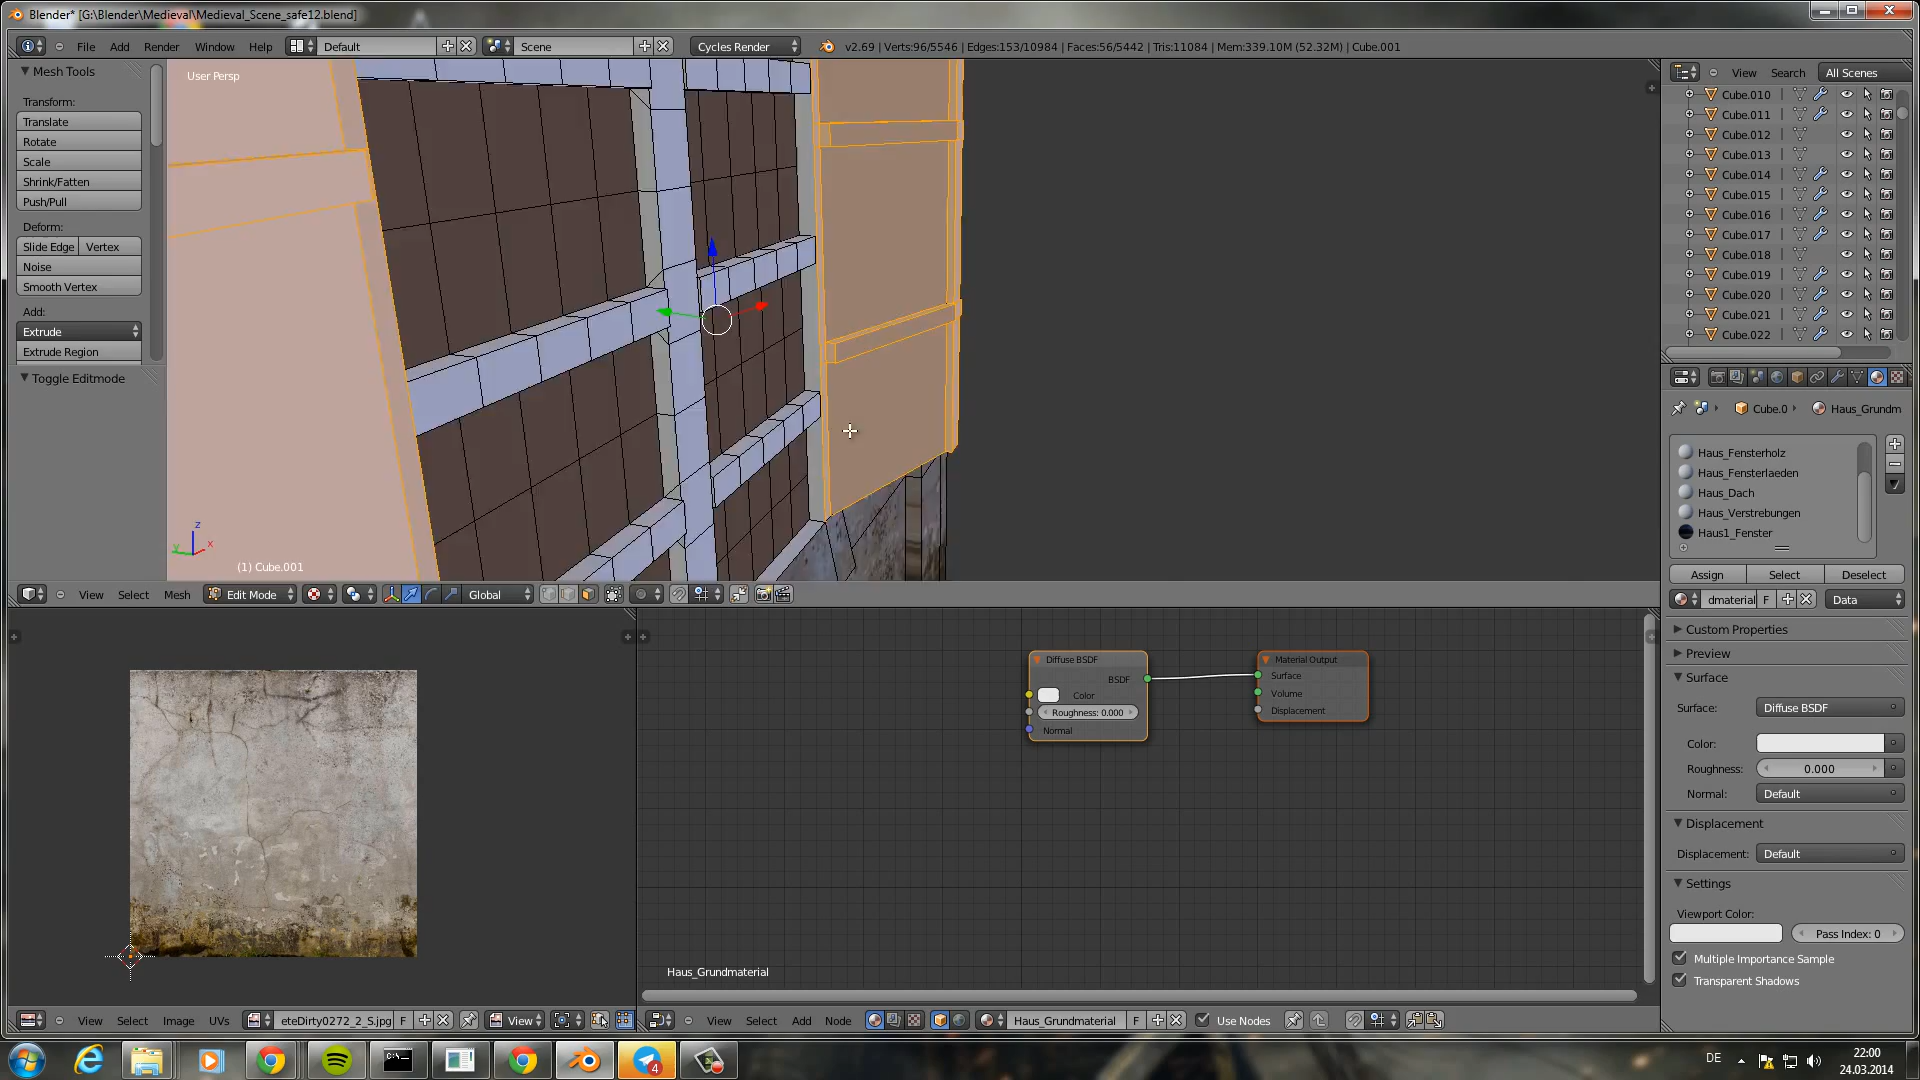 Blender* [G:\Blender/Medieval\Medieval_Scene_safe12.blend]
File Add Render Window Help Default Scene Cycles Render v2.69 | Verts:96/5546 | Edges:153/10984 | Faces:56/5442 | Tris:11084 | Mem:339.10M (52.32M) | Cube.001
Mesh Tools
Transform:
Translate
Rotate
Scale
Shrink/Fatten
Push/Pull
Deform:
Slide Edge Vertex
Noise
Smooth Vertex
Add:
Extrude
Extrude Region
Toggle Editmode
User Persp
z
y x
(1) Cube.001
View Select Mesh Edit Mode Global
View Search All Scenes
Cube.010
Cube.011
Cube.012
Cube.013
Cube.014
Cube.015
Cube.016
Cube.017
Cube.018
Cube.019
Cube.020
Cube.021
Cube.022
Cube.0 Haus_Grundm
Haus_Fensterholz
Haus_Fensterlaeden
Haus_Dach
Haus_Verstrebungen
Haus1_Fenster
Assign Select Deselect
dmaterial F Data
Custom Properties
Preview
Surface
Surface: Diffuse BSDF
Color:
Roughness: 0.000
Normal: Default
Displacement
Displacement: Default
Settings
Viewport Color:
Pass Index: 0
Multiple Importance Sample
Transparent Shadows
Diffuse BSDF
BSDF
Color
Roughness: 0.000
Normal
Material Output
Surface
Volume
Displacement
Haus_Grundmaterial
View Select Image UVs eteDirty0272_2_S.jpg F View
View Select Add Node Haus_Grundmaterial F Use Nodes
C:\
4
DE
22:00
24.03.2014